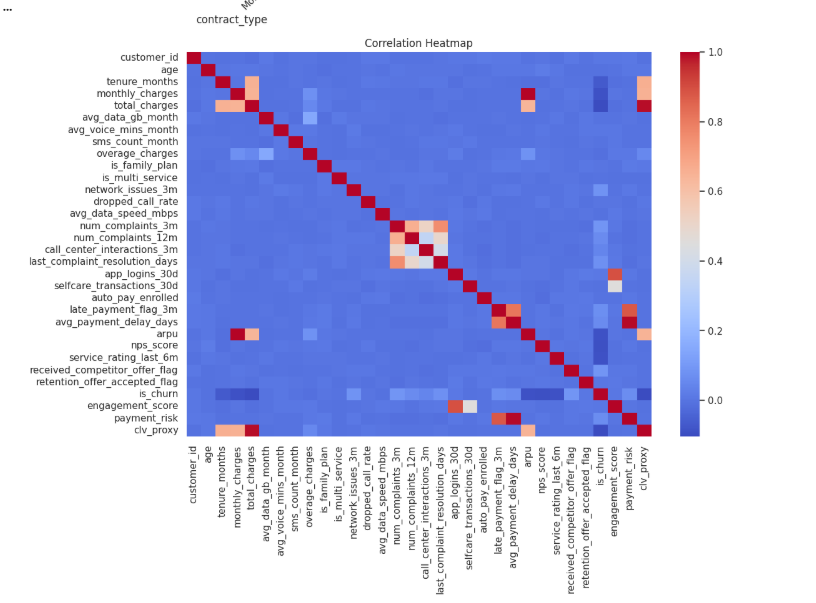 ...
Mo
contract_type
Correlation Heatmap
customer_id
age
tenure_months
monthly_charges
total_charges
avg_data_gb_month
avg_voice_mins_month
sms_count_month
overage_charges
is_family_plan
is_multi_service
network_issues_3m
dropped_call_rate
avg_data_speed_mbps
num_complaints_3m
num_complaints_12m
call_center_interactions_3m
last_complaint_resolution_days
app_logins_30d
selfcare_transactions_30d
auto_pay_enrolled
late_payment_flag_3m
avg_payment_delay_days
arpu
nps_score
service_rating_last_6m
received_competitor_offer_flag
retention_offer_accepted_flag
is_churn
engagement_score
payment_risk
clv_proxy
1.0
0.8
0.6
0.4
0.2
0.0
customer_id
age
tenure_months
monthly_charges
total_charges
avg_data_gb_month
avg_voice_mins_month
sms_count_month
overage_charges
is_family_plan
is_multi_service
network_issues_3m
dropped_call_rate
avg_data_speed_mbps
num_complaints_3m
num_complaints_12m
call_center_interactions_3m
last_complaint_resolution_days
app_logins_30d
selfcare_transactions_30d
auto_pay_enrolled
late_payment_flag_3m
avg_payment_delay_days
arpu
nps_score
service_rating_last_6m
received_competitor_offer_flag
retention_offer_accepted_flag
is_churn
engagement_score
payment_risk
clv_proxy